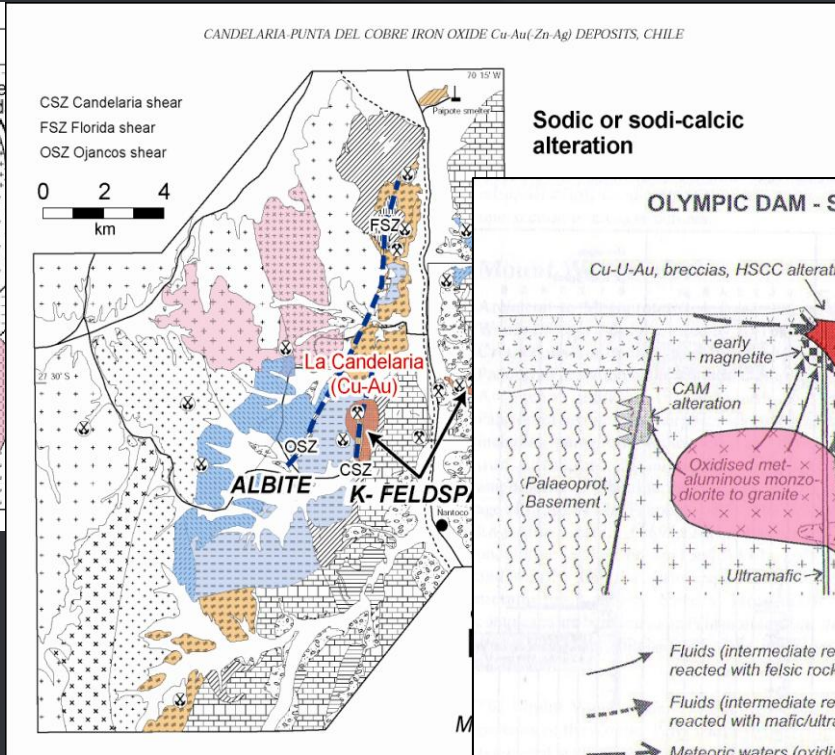 CANDELARIA-PUNTA DEL COBRE IRON OXIDE Cu-Au(-Zn-Ag) DEPOSITS, CHILE
70 15' W
Paipote smelter
CSZ Candelaria shear
FSZ Florida shear
OSZ Ojancos shear
0 2 4
km
Sodic or sodi-calcic
alteration
FSZ
La Candelaria
(Cu-Au)
27 30' S
OSZ
CSZ
ALBITE
K- FELDSPA
Nantoco
M
OLYMPIC DAM - S
Cu-U-Au, breccias, HSCC alterati
early
magnetite
CAM
alteration
Palaeoprot.
Basement
Oxidised met-
aluminous monzo-
diorite to granite
Ultramafic
Fluids (intermediate re
reacted with felsic rock
Fluids (intermediate re
reacted with mafic/ultra
Meteoric waters (oxidis